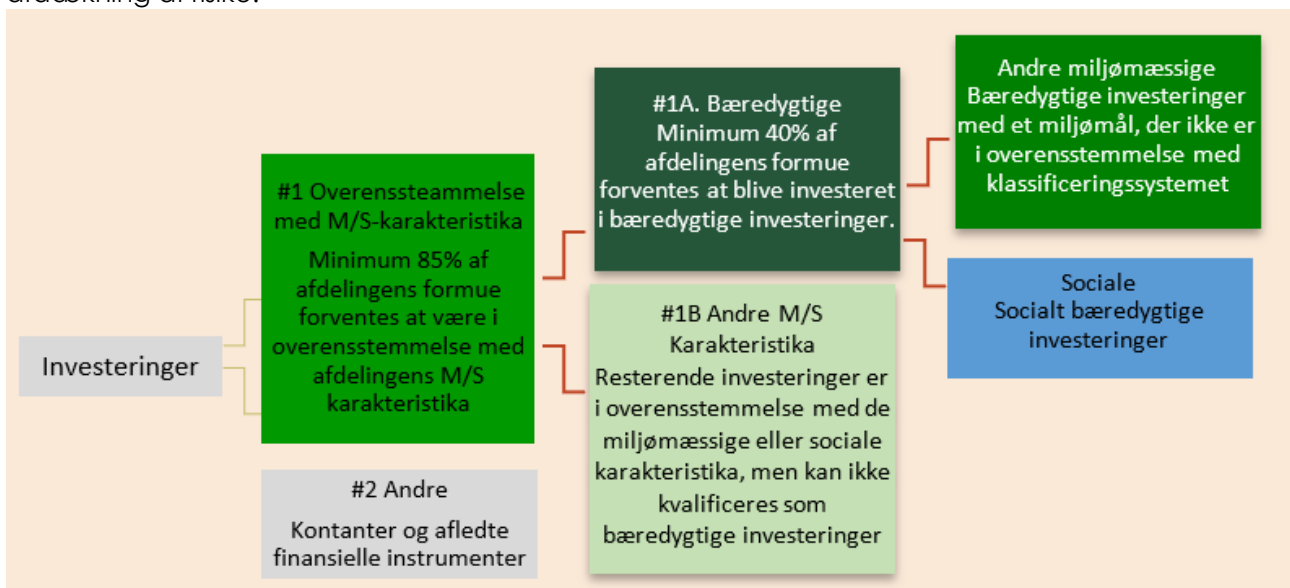 afdækning af risiko.
Investeringer
#1 Overenssteammelse
med M/S-karakteristika
Minimum 85% af
afdelingens formue
forventes at være i
overensstemmelse med
afdelingens M/S
karakteristika
#2 Andre
Kontanter og afledte
finansielle instrumenter
#1A. Bæredygtige
Minimum 40% af
afdelingens formue
forventes at blive investeret
i bæredygtige investeringer.
#1B Andre M/S
Karakteristika
Resterende investeringer er
i overensstemmelse med de
miljømæssige eller sociale
karakteristika, men kan ikke
kvalificeres som
bæredygtige investeringer
Andre miljømæssige
Bæredygtige investeringer
med et miljømål, der ikke er
i overensstemmelse med
klassificeringssystemet
Sociale
Socialt bæredygtige
investeringer